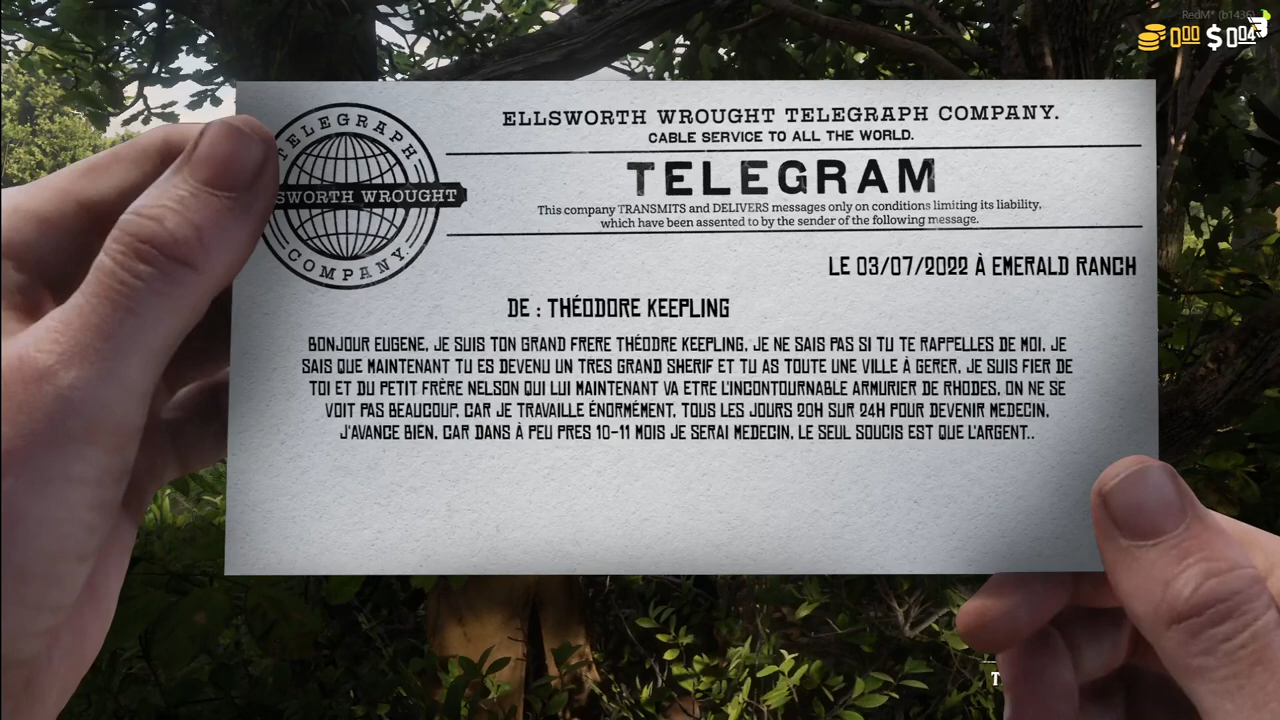 RedM* (b1436)
000 $ 004
TELEGRAPH
SWORTH WROUGHT
COMPANY.
ELLSWORTH WROUGHT TELEGRAPH COMPANY.
CABLE SERVICE TO ALL THE WORLD.
TELEGRAM
This company TRANSMITS and DELIVERS messages only on conditions limiting its liability,
which have been assented to by the sender of the following message.
LE 03/07/2022 À EMERALD RANCH
DE : THÉODORE KEEPLING
BONJOUR EUGENE, JE SUIS TON GRAND FRERE THÉODRE KEEPLING, JE NE SAIS PAS SI TU TE RAPPELLES DE MOI. JE
SAIS QUE MAINTENANT TU ES DEVENU UN TRES GRAND SHERIF ET TU AS TOUTE UNE VILLE À GERER. JE SUIS FIER DE
TOI ET DU PETIT FRÈRE NELSON QUI LUI MAINTENANT VA ETRE L'INCONTOURNABLE ARMURIER DE RHODES. ON NE SE
VOIT PAS BEAUCOUP, CAR JE TRAVAILLE ÉNORMÉMENT, TOUS LES JOURS 20H SUR 24H POUR DEVENIR MEDECIN.
J'AVANCE BIEN, CAR DANS À PEU PRES 10-11 MOIS JE SERAI MEDECIN. LE SEUL SOUCIS EST QUE L'ARGENT..